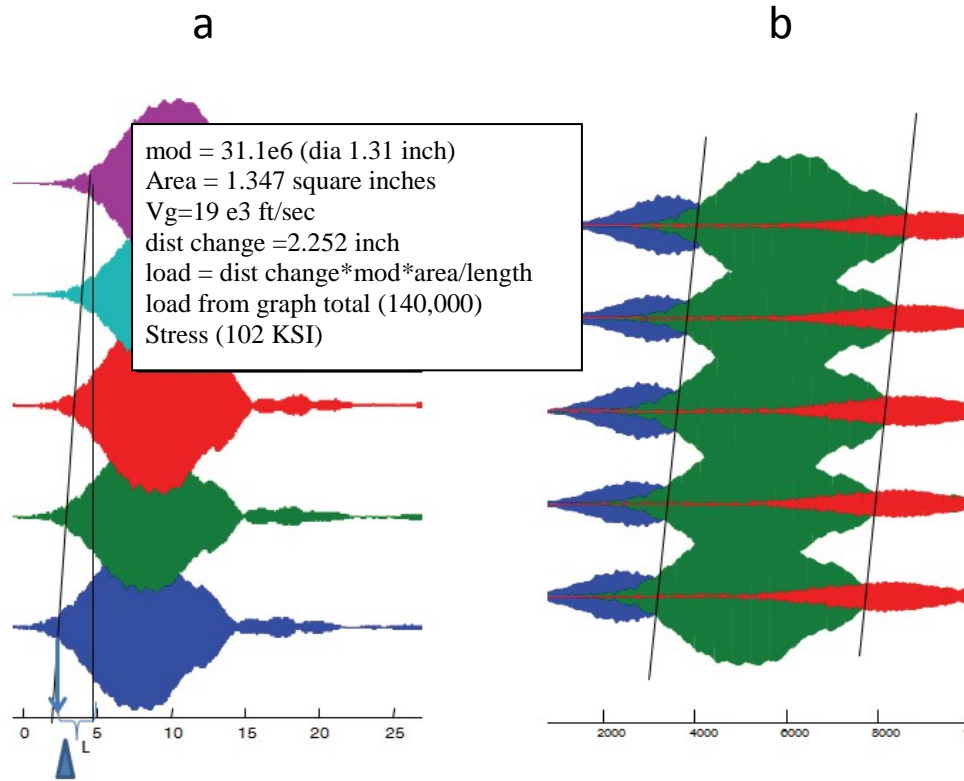 a
b
mod = 31.1e6 (dia 1.31 inch)
Area = 1.347 square inches
Vg=19 e3 ft/sec
dist change =2.252 inch
load = dist change*mod*area/length
load from graph total (140,000)
Stress (102 KSI)
0 5 10 15 20 25
L
2000 4000 6000 8000